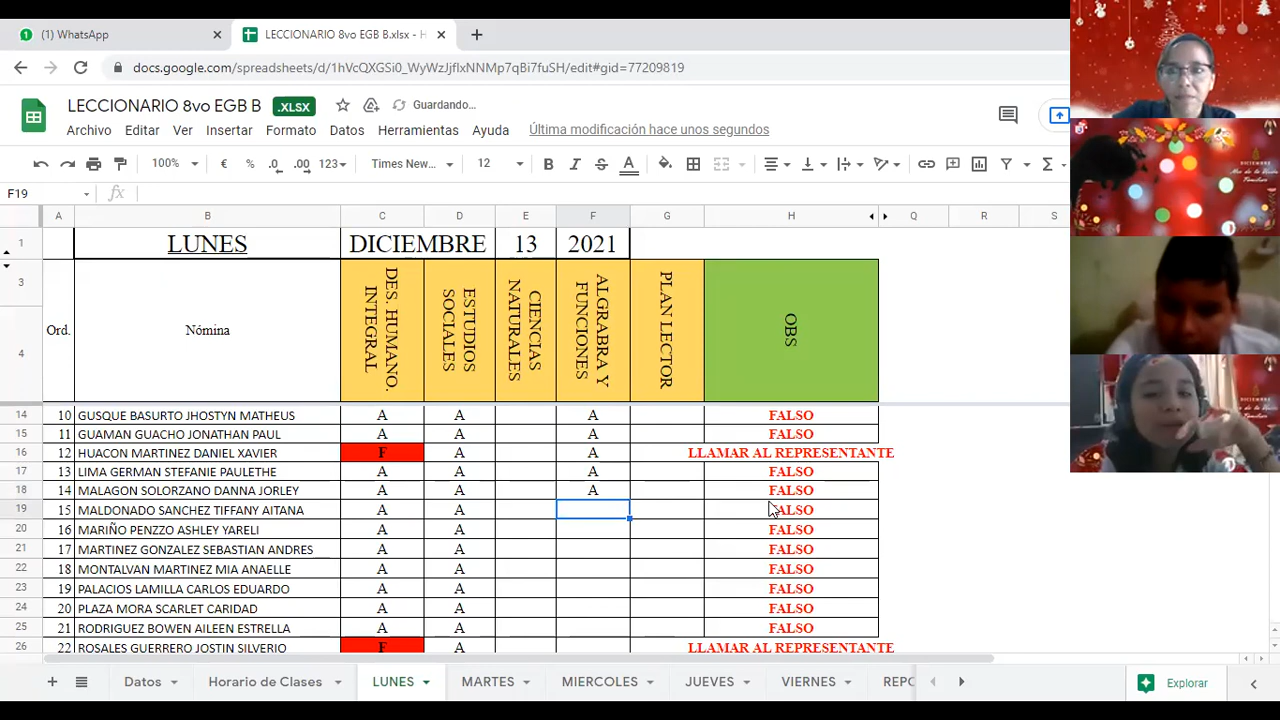 (1) WhatsApp
LECCIONARIO 8vo EGB B.xlsx - H
docs.google.com/spreadsheets/d/1hVcQXGSi0_WyWzJjflxNNMp7qBi7fuSH/edit#gid=77209819
LECCIONARIO 8vo EGB B .XLSX Guardando...
Archivo Editar Ver Insertar Formato Datos Herramientas Ayuda Última modificación hace unos segundos
100% € % .0 .00 123 Times New... 12 B I S A
F19 fx
A B C D E F G H Q R S
1 LUNES DICIEMBRE 13 2021
3
4
Ord. Nómina DES. HUMANO. INTEGRAL ESTUDIOS SOCIALES CIENCIAS NATURALES ALGRABRA Y FUNCIONES PLAN LECTOR OBS
14 10 GUSQUE BASURTO JHOSTYN MATHEUS A A A FALSO
15 11 GUAMAN GUACHO JONATHAN PAUL A A A FALSO
16 12 HUACON MARTINEZ DANIEL XAVIER F A A LLAMAR AL REPRESENTANTE
17 13 LIMA GERMAN STEFANIE PAULETHE A A A FALSO
18 14 MALAGON SOLORZANO DANNA JORLEY A A A FALSO
19 15 MALDONADO SANCHEZ TIFFANY AITANA A A FALSO
20 16 MARIÑO PENZZO ASHLEY YARELI A A FALSO
21 17 MARTINEZ GONZALEZ SEBASTIAN ANDRES A A FALSO
22 18 MONTALVAN MARTINEZ MIA ANAELLE A A FALSO
23 19 PALACIOS LAMILLA CARLOS EDUARDO A A FALSO
24 20 PLAZA MORA SCARLET CARIDAD A A FALSO
25 21 RODRIGUEZ BOWEN AILEEN ESTRELLA A A FALSO
26 22 ROSALES GUERRERO JOSTIN SILVERIO F A LLAMAR AL REPRESENTANTE
Datos Horario de Clases LUNES MARTES MIERCOLES JUEVES VIERNES REPO
Explorar
DICIEMBRE